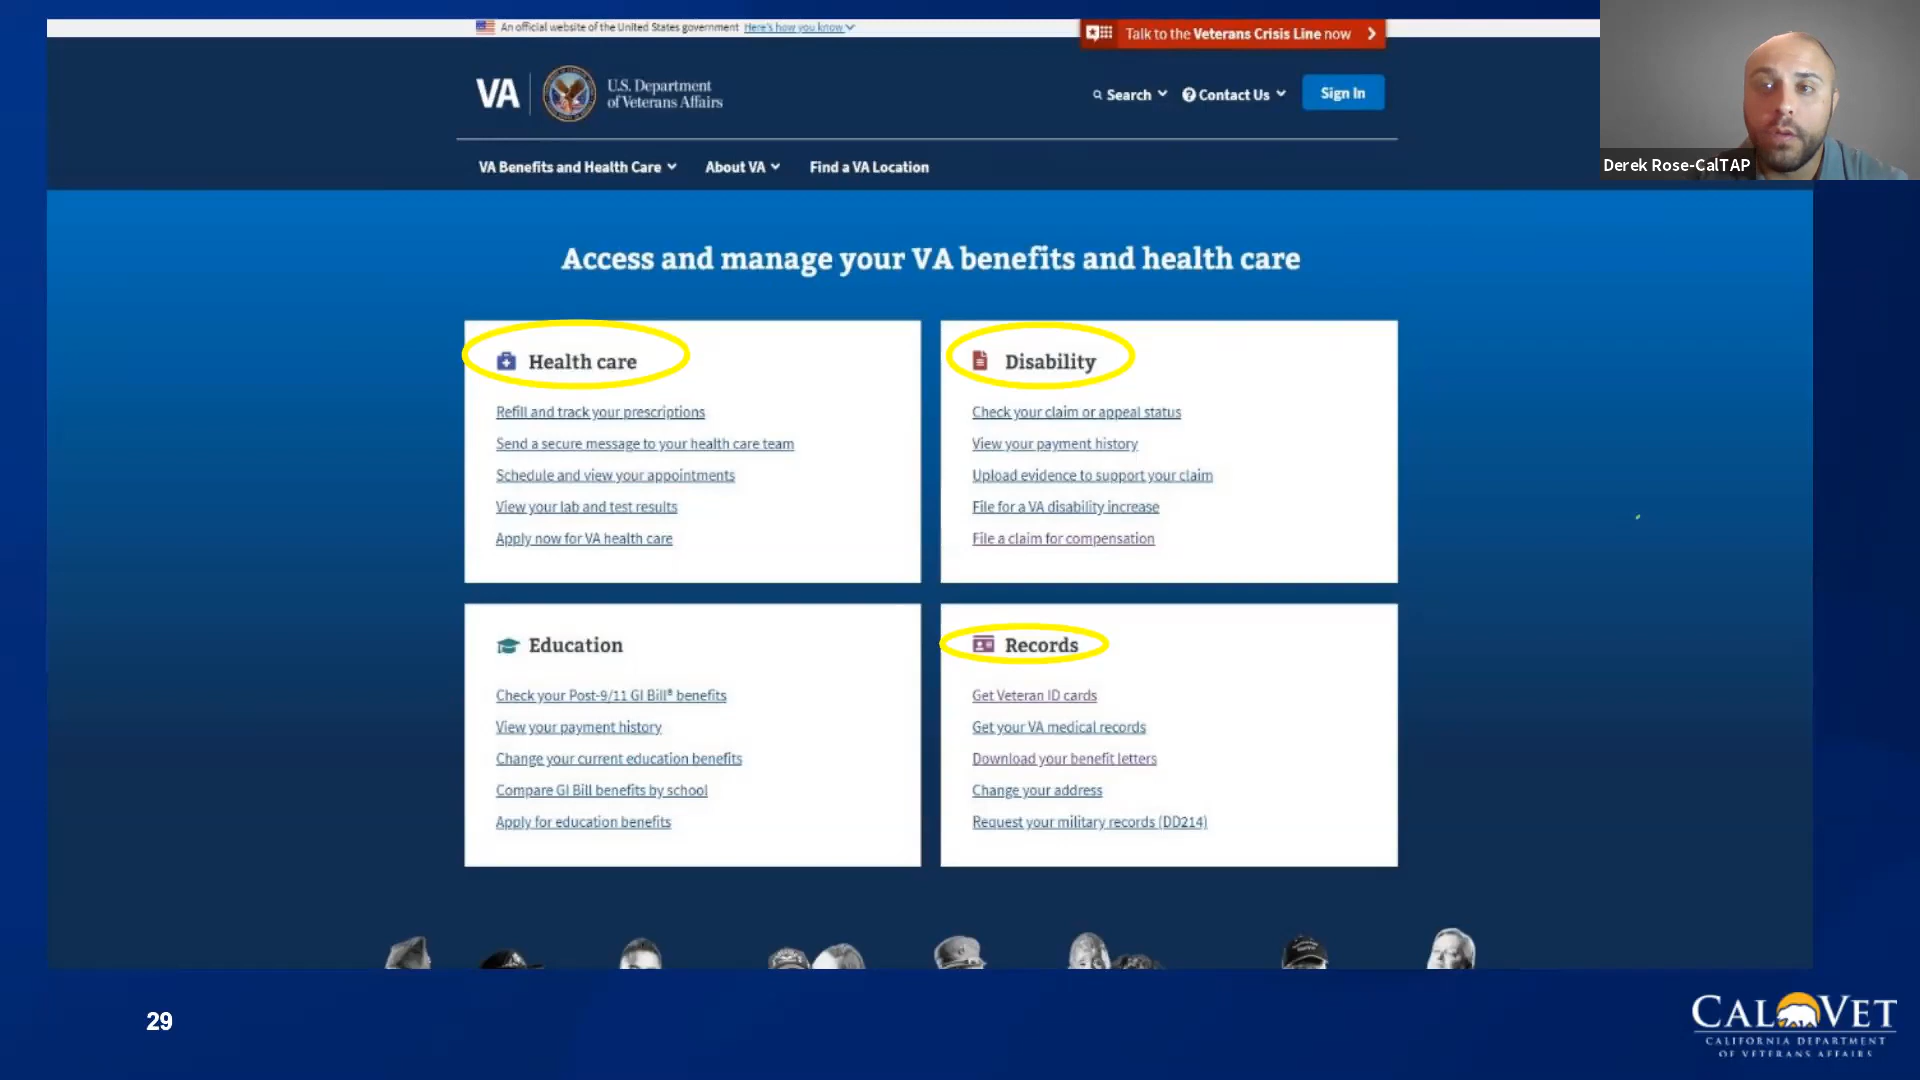 An official website of the United States government Here's how you know
Talk to the Veterans Crisis Line now
VA
U.S. Department
of Veterans Affairs
Search
Contact Us
Sign In
Derek Rose-CalTAP
VA Benefits and Health Care
About VA
Find a VA Location
Access and manage your VA benefits and health care
Health care
Refill and track your prescriptions
Send a secure message to your health care team
Schedule and view your appointments
View your lab and test results
Apply now for VA health care
Disability
Check your claim or appeal status
View your payment history
Upload evidence to support your claim
File for a VA disability increase
File a claim for compensation
Education
Check your Post-9/11 GI Bill® benefits
View your payment history
Change your current education benefits
Compare GI Bill benefits by school
Apply for education benefits
Records
Get Veteran ID cards
Get your VA medical records
Download your benefit letters
Change your address
Request your military records (DD214)
29
CALVET
CALIFORNIA DEPARTMENT
OF VETERANS AFFAIRS